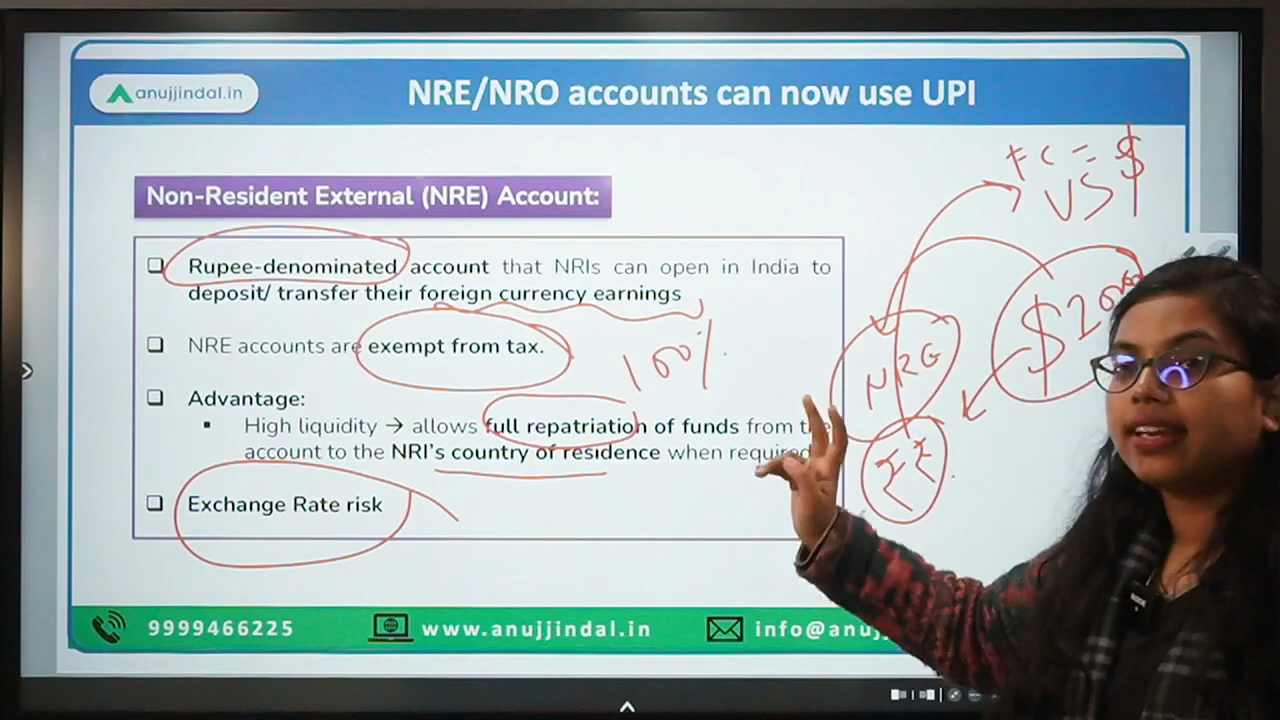 anujjindal.in
NRE/NRO accounts can now use UPI
Non-Resident External (NRE) Account:
Rupee-denominated account that NRIs can open in India to
deposit/ transfer their foreign currency earnings
NRE accounts are exempt from tax.
Advantage:
High liquidity → allows full repatriation of funds from
account to the NRI's country of residence when required
Exchange Rate risk
FC = $
VS
100%
$
₹₹
9999466225
www.anujjindal.in
info@anuj